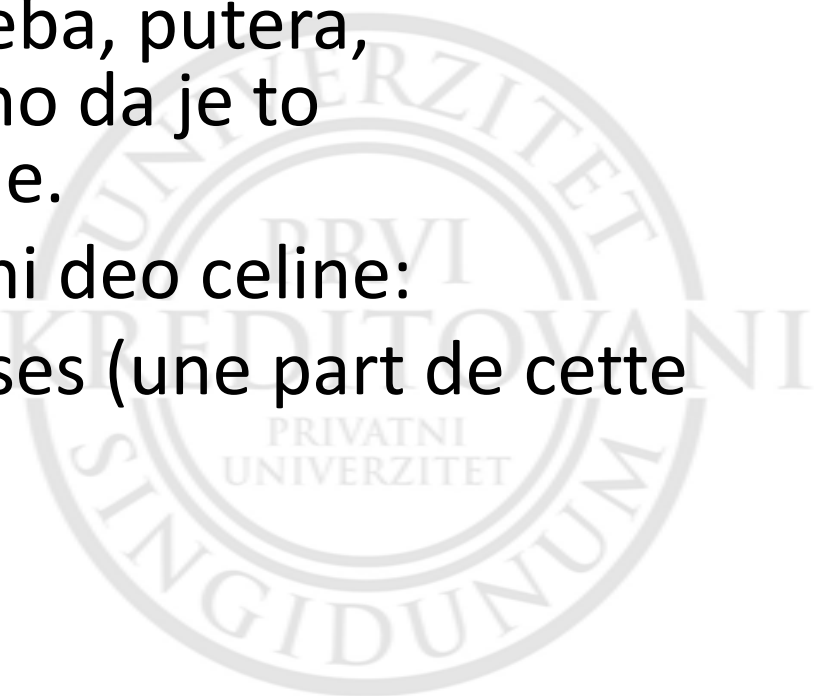 eba, putera,
no da je to
e.
ni deo celine:
ses (une part de cette
UNIVERZITET
PRVI
KREDITOVANI
PRIVATNI
UNIVERZITET
SINGIDUNUM